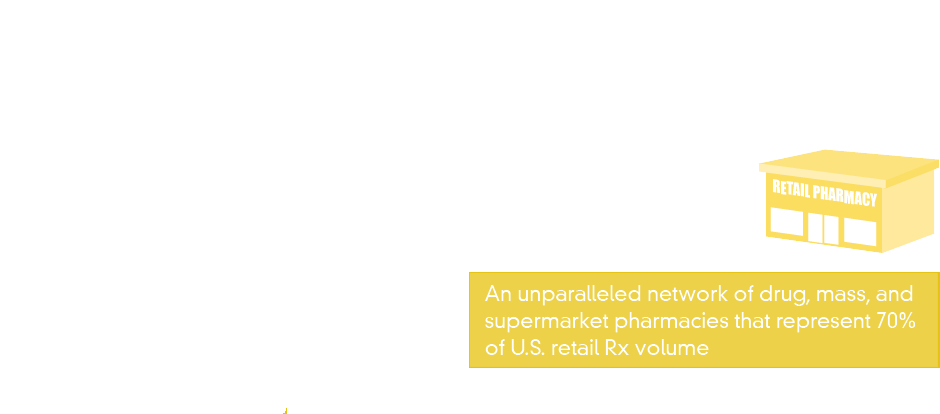 RETAIL PHARMACY
An unparalleled network of drug, mass, and
supermarket pharmacies that represent 70%
of U.S. retail Rx volume